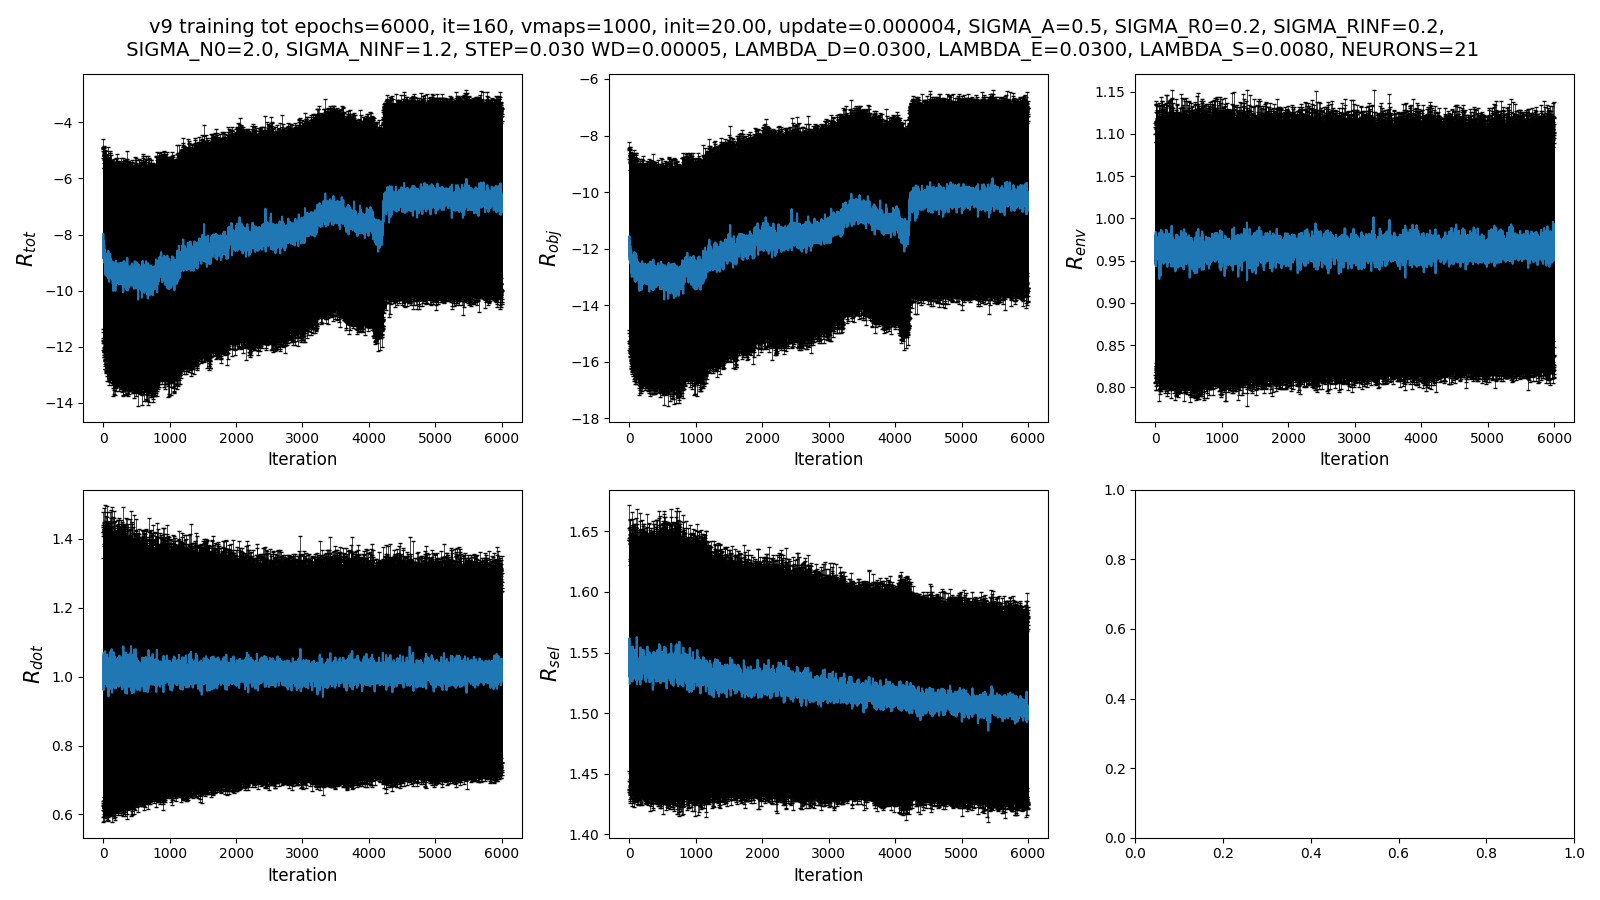 v9 training tot epochs=6000, it=160, vmaps=1000, init=20.00, update=0.000004, SIGMA_A=0.5, SIGMA_R0=0.2, SIGMA_RINF=0.2,
SIGMA_N0=2.0, SIGMA_NINF=1.2, STEP=0.030 WD=0.00005, LAMBDA_D=0.0300, LAMBDA_E=0.0300, LAMBDA_S=0.0080, NEURONS=21
R_tot
−4
−6
−8
−10
−12
−14
0 1000 2000 3000 4000 5000 6000
Iteration
R_obj
−6
−8
−10
−12
−14
−16
−18
0 1000 2000 3000 4000 5000 6000
Iteration
R_env
1.15
1.10
1.05
1.00
0.95
0.90
0.85
0.80
0 1000 2000 3000 4000 5000 6000
Iteration
R_dot
1.4
1.2
1.0
0.8
0.6
0 1000 2000 3000 4000 5000 6000
Iteration
R_sel
1.65
1.60
1.55
1.50
1.45
1.40
0 1000 2000 3000 4000 5000 6000
Iteration
1.0
0.8
0.6
0.4
0.2
0.0
0.0 0.2 0.4 0.6 0.8 1.0